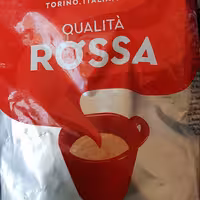 TORINO, ITALIA,
QUALITÀ
ROSSA